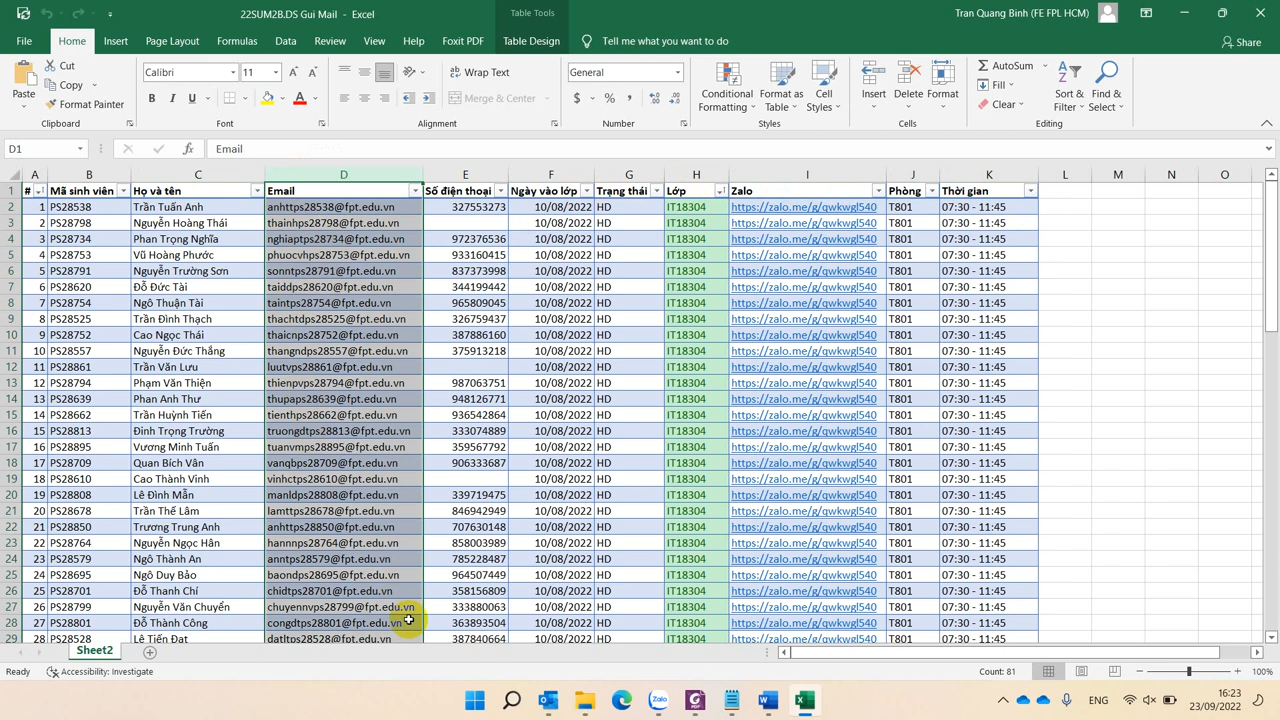 22SUM2B.DS Gui Mail - Excel
Table Tools
Tran Quang Binh (FE FPL HCM)
File Home Insert Page Layout Formulas Data Review View Help Foxit PDF Table Design Tell me what you want to do Share
Paste
Cut
Copy
Format Painter
Calibri 11
B I U
Wrap Text
Merge & Center
General
$ % ,
Conditional Formatting
Format as Table
Cell Styles
Insert Delete Format
AutoSum
Fill
Clear
Sort & Filter
Find & Select
Clipboard Font Alignment Number Styles Cells Editing
D1 fx Email
A B C D E F G H I J K L M N O
1 # Mã sinh viên Họ và tên Email Số điện thoại Ngày vào lớp Trạng thái Lớp Zalo Phòng Thời gian
2 1 PS28538 Trần Tuấn Anh anhttps28538@fpt.edu.vn 327553273 10/08/2022 HD IT18304 https://zalo.me/g/qwkwgl540 T801 07:30 - 11:45
3 2 PS28798 Nguyễn Hoàng Thái thainhps28798@fpt.edu.vn 10/08/2022 HD IT18304 https://zalo.me/g/qwkwgl540 T801 07:30 - 11:45
4 3 PS28734 Phan Trọng Nghĩa nghiaptps28734@fpt.edu.vn 972376536 10/08/2022 HD IT18304 https://zalo.me/g/qwkwgl540 T801 07:30 - 11:45
5 4 PS28753 Vũ Hoàng Phước phuocvhps28753@fpt.edu.vn 933160415 10/08/2022 HD IT18304 https://zalo.me/g/qwkwgl540 T801 07:30 - 11:45
6 5 PS28791 Nguyễn Trường Sơn sonntps28791@fpt.edu.vn 837373998 10/08/2022 HD IT18304 https://zalo.me/g/qwkwgl540 T801 07:30 - 11:45
7 6 PS28620 Đỗ Đức Tài taiddps28620@fpt.edu.vn 344199442 10/08/2022 HD IT18304 https://zalo.me/g/qwkwgl540 T801 07:30 - 11:45
8 7 PS28754 Ngô Thuận Tài taintps28754@fpt.edu.vn 965809045 10/08/2022 HD IT18304 https://zalo.me/g/qwkwgl540 T801 07:30 - 11:45
9 8 PS28525 Trần Đình Thạch thachtdps28525@fpt.edu.vn 326759407 10/08/2022 HD IT18304 https://zalo.me/g/qwkwgl540 T801 07:30 - 11:45
10 9 PS28752 Cao Ngọc Thái thaicnps28752@fpt.edu.vn 387886160 10/08/2022 HD IT18304 https://zalo.me/g/qwkwgl540 T801 07:30 - 11:45
11 10 PS28557 Nguyễn Đức Thắng thangndps28557@fpt.edu.vn 375913218 10/08/2022 HD IT18304 https://zalo.me/g/qwkwgl540 T801 07:30 - 11:45
12 11 PS28861 Trần Văn Lưu luutvps28861@fpt.edu.vn 10/08/2022 HD IT18304 https://zalo.me/g/qwkwgl540 T801 07:30 - 11:45
13 12 PS28794 Phạm Văn Thiện thienpvps28794@fpt.edu.vn 987063751 10/08/2022 HD IT18304 https://zalo.me/g/qwkwgl540 T801 07:30 - 11:45
14 13 PS28639 Phan Anh Thư thupaps28639@fpt.edu.vn 948126771 10/08/2022 HD IT18304 https://zalo.me/g/qwkwgl540 T801 07:30 - 11:45
15 14 PS28662 Trần Huỳnh Tiến tienthps28662@fpt.edu.vn 936542864 10/08/2022 HD IT18304 https://zalo.me/g/qwkwgl540 T801 07:30 - 11:45
16 15 PS28813 Đinh Trọng Trường truongdtps28813@fpt.edu.vn 333074889 10/08/2022 HD IT18304 https://zalo.me/g/qwkwgl540 T801 07:30 - 11:45
17 16 PS28895 Vương Minh Tuấn tuanvmps28895@fpt.edu.vn 359567792 10/08/2022 HD IT18304 https://zalo.me/g/qwkwgl540 T801 07:30 - 11:45
18 17 PS28709 Quan Bích Vân vanqbps28709@fpt.edu.vn 906333687 10/08/2022 HD IT18304 https://zalo.me/g/qwkwgl540 T801 07:30 - 11:45
19 18 PS28610 Cao Thành Vinh vinhctps28610@fpt.edu.vn 10/08/2022 HD IT18304 https://zalo.me/g/qwkwgl540 T801 07:30 - 11:45
20 19 PS28808 Lê Đình Mẫn manldps28808@fpt.edu.vn 339719475 10/08/2022 HD IT18304 https://zalo.me/g/qwkwgl540 T801 07:30 - 11:45
21 20 PS28678 Trần Thế Lâm lamttps28678@fpt.edu.vn 846942949 10/08/2022 HD IT18304 https://zalo.me/g/qwkwgl540 T801 07:30 - 11:45
22 21 PS28850 Trương Trung Anh anhttps28850@fpt.edu.vn 707630148 10/08/2022 HD IT18304 https://zalo.me/g/qwkwgl540 T801 07:30 - 11:45
23 22 PS28764 Nguyễn Ngọc Hân hannnps28764@fpt.edu.vn 858003989 10/08/2022 HD IT18304 https://zalo.me/g/qwkwgl540 T801 07:30 - 11:45
24 23 PS28579 Ngô Thành An anntps28579@fpt.edu.vn 785228487 10/08/2022 HD IT18304 https://zalo.me/g/qwkwgl540 T801 07:30 - 11:45
25 24 PS28695 Ngô Duy Bảo baondps28695@fpt.edu.vn 964507449 10/08/2022 HD IT18304 https://zalo.me/g/qwkwgl540 T801 07:30 - 11:45
26 25 PS28701 Đỗ Thanh Chí chidtps28701@fpt.edu.vn 358156809 10/08/2022 HD IT18304 https://zalo.me/g/qwkwgl540 T801 07:30 - 11:45
27 26 PS28799 Nguyễn Văn Chuyển chuyennvps28799@fpt.edu.vn 333880063 10/08/2022 HD IT18304 https://zalo.me/g/qwkwgl540 T801 07:30 - 11:45
28 27 PS28801 Đỗ Thành Công congdtps28801@fpt.edu.vn 363893504 10/08/2022 HD IT18304 https://zalo.me/g/qwkwgl540 T801 07:30 - 11:45
29 28 PS28528 Lê Tiến Đạt datltps28528@fpt.edu.vn 387840664 10/08/2022 HD IT18304 https://zalo.me/g/qwkwgl540 T801 07:30 - 11:45
Sheet2
Ready Accessibility: Investigate Count: 81 100%
Zalo PDF ENG 16:23
23/09/2022